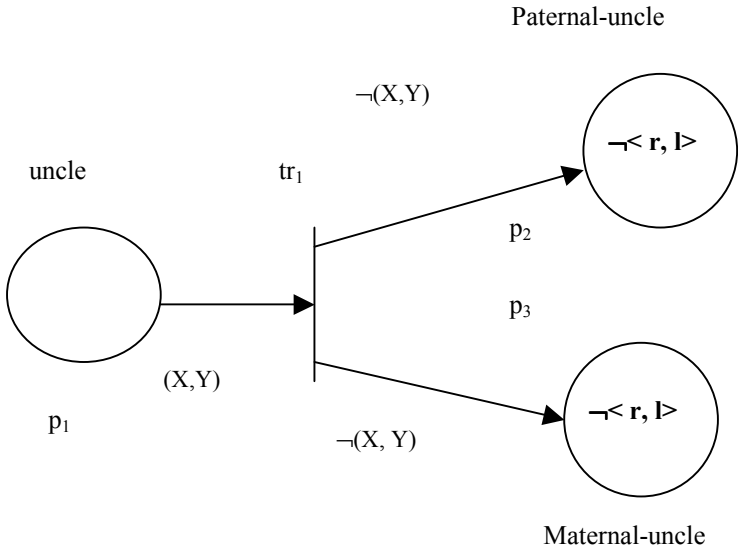 Paternal-uncle
¬(X,Y)
¬< r, l>
uncle
tr₁
p₂
p₃
(X,Y)
¬< r, l>
p₁
¬(X, Y)
Maternal-uncle